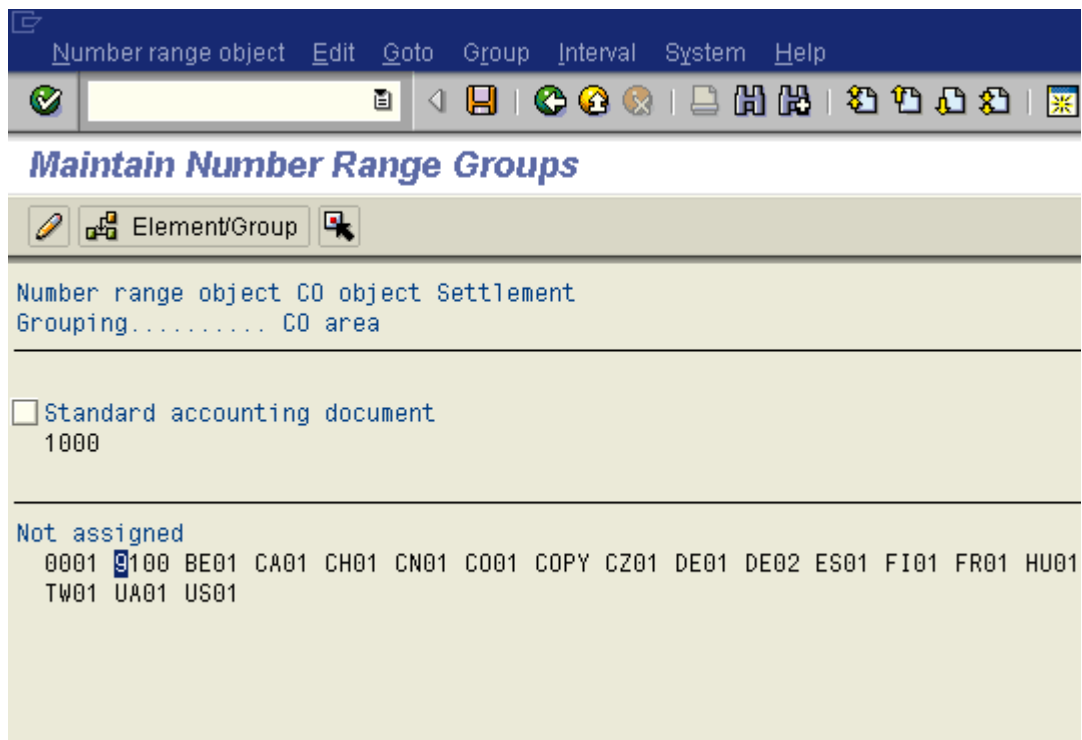 Number range object Edit Goto Group Interval System Help
Maintain Number Range Groups
Element/Group
Number range object CO object Settlement
Grouping.......... CO area
Standard accounting document
1000
Not assigned
0001 9100 BE01 CA01 CH01 CN01 CO01 COPY CZ01 DE01 DE02 ES01 FI01 FR01 HU01
TW01 UA01 US01